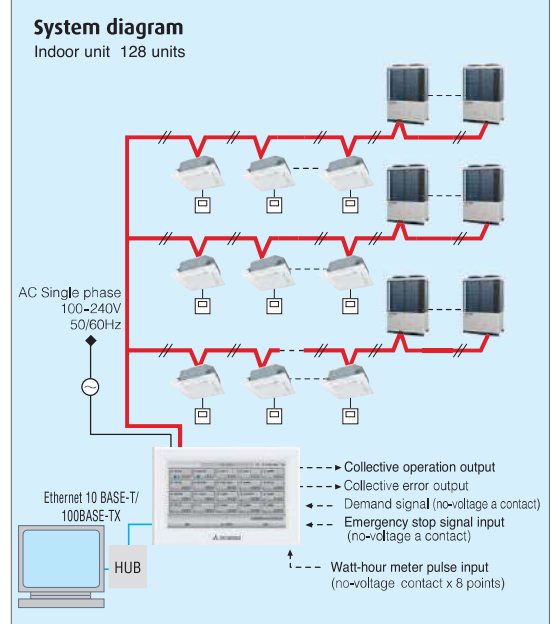 System diagram
Indoor unit 128 units
AC Single phase
100-240V
50/60Hz
Collective operation output
Collective error output
Demand signal (no-voltage a contact)
Emergency stop signal input
(no-voltage a contact)
Ethernet 10 BASE-T/
100BASE-TX
HUB
Watt-hour meter pulse input
(no-voltage contact x 8 points)